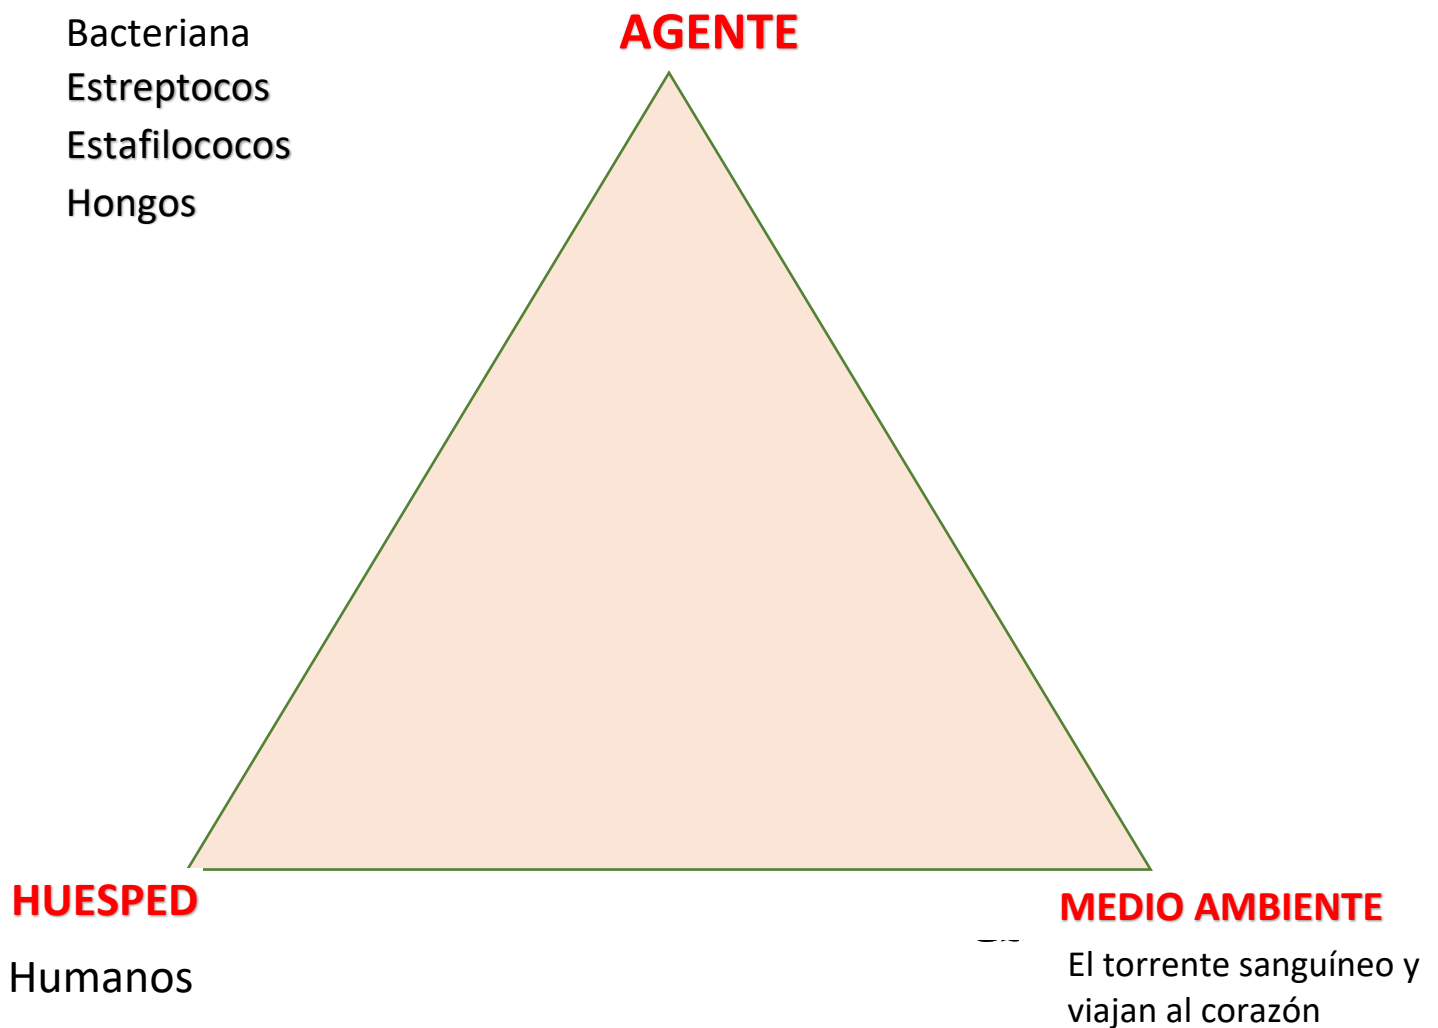 Bacteriana
AGENTE
Estreptocos
Estafilococos
Hongos
HUESPED
MEDIO AMBIENTE
Humanos
El torrente sanguíneo y
viajan al corazón